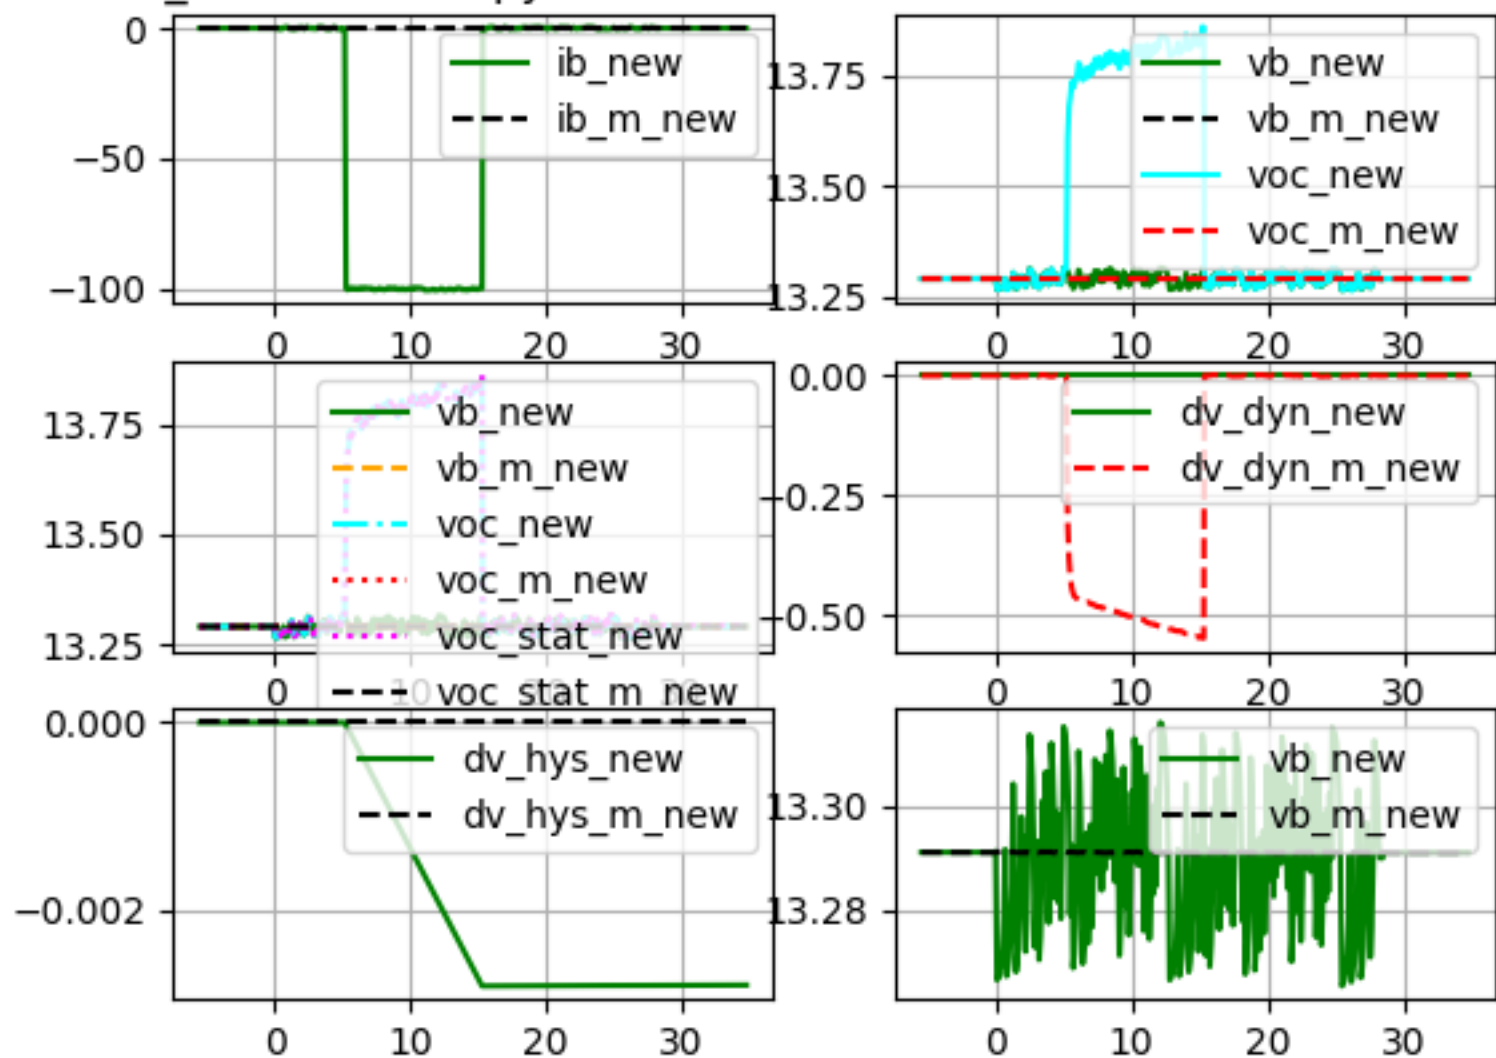 0
−50
−100
ib_new
ib_m_new
0 10 20 30
13.75
13.50
13.25
vb_new
vb_m_new
voc_new
voc_m_new
0 10 20 30
13.75
13.50
13.25
vb_new
vb_m_new
voc_new
voc_m_new
voc_stat_new
voc_stat_m_new
0 10 20 30
0.00
−0.25
−0.50
dv_dyn_new
dv_dyn_m_new
0 10 20 30
0.000
−0.002
dv_hys_new
dv_hys_m_new
0 10 20 30
13.30
13.28
vb_new
vb_m_new
0 10 20 30